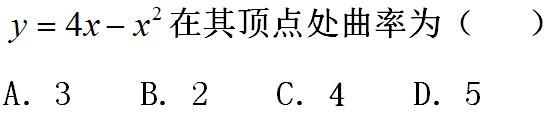 y = 4x − x² 在其顶点处曲率为（　　）
A. 3　　B. 2　　C. 4　　D. 5